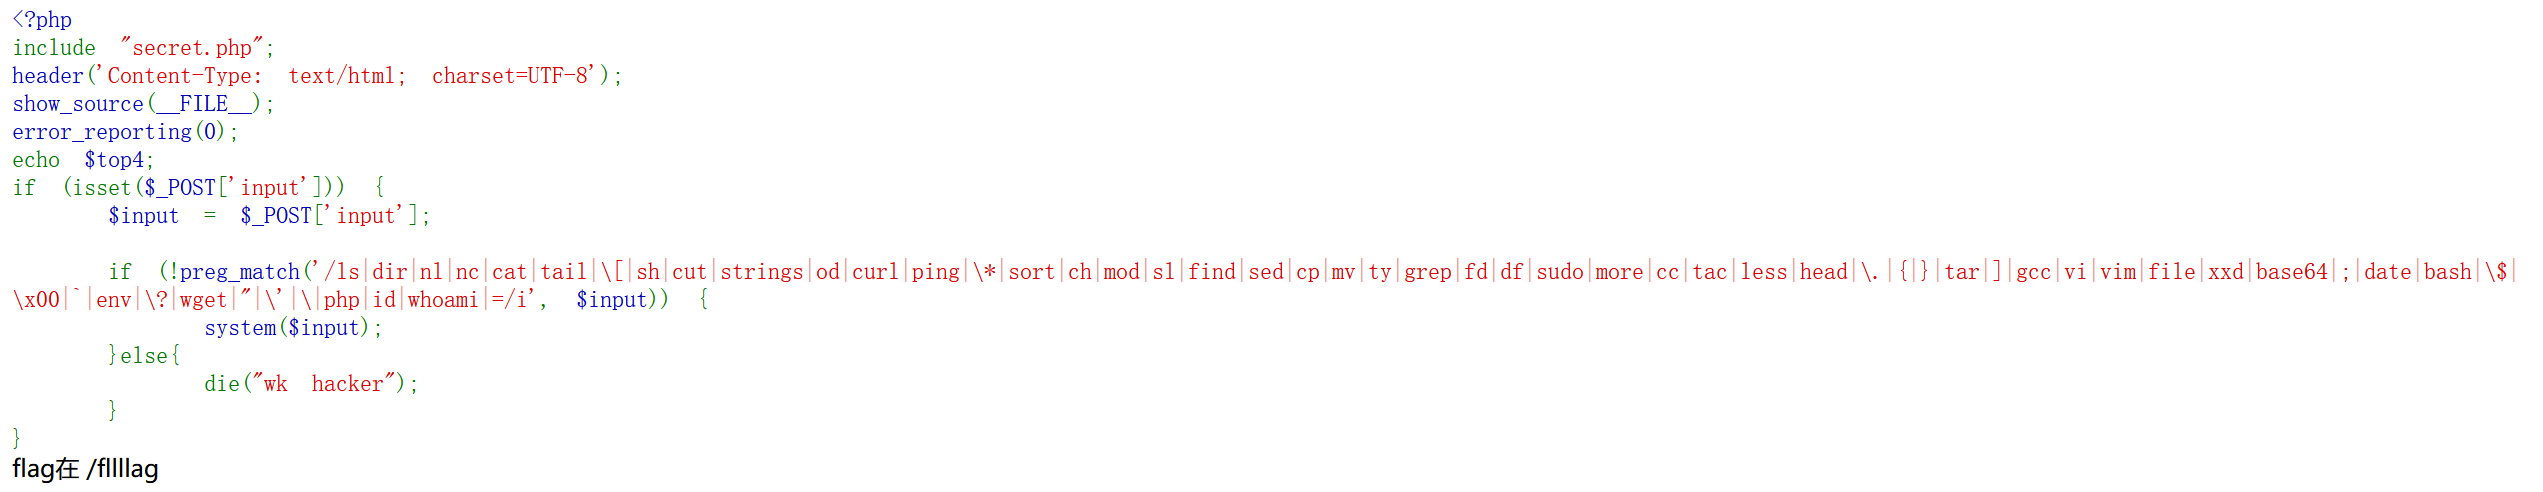 <?php
include "secret.php";
header('Content-Type: text/html; charset=UTF-8');
show_source(__FILE__);
error_reporting(0);
echo $top4;
if (isset($_POST['input'])) {
        $input = $_POST['input'];
        if (!preg_match('/ls|dir|nl|nc|cat|tail|\[|sh|cut|strings|od|curl|ping|\*|sort|ch|mod|sl|find|sed|cp|mv|ty|grep|fd|df|sudo|more|cc|tac|less|head|\.|{|}|tar|]|gcc|vi|vim|file|xxd|base64|;|date|bash|\$|
\x00|`|env|\?|wget|"|\'|\|php|id|whoami|=/i', $input)) {
                system($input);
        }else{
                die("wk hacker");
        }
}
flag在 /fllllag